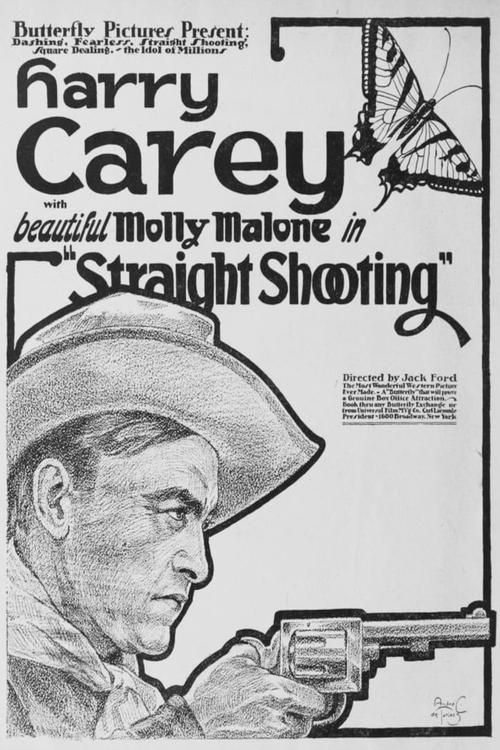 Butterfly Pictures Present:
Dashing, Fearless, Straight Shooting,
Square Dealing, - the Idol of Millions
Harry
Carey
with
beautiful Molly Malone in
"Straight Shooting"
Directed by Jack Ford
The Most Wonderful Western Picture
Ever Made. - A "Butterfly" that will prove
a Genuine Box Office Attraction.
Book thru any Butterfly Exchange or
from Universal Film M'f'g Co. Carl Laemmle
President - 1600 Broadway, New York